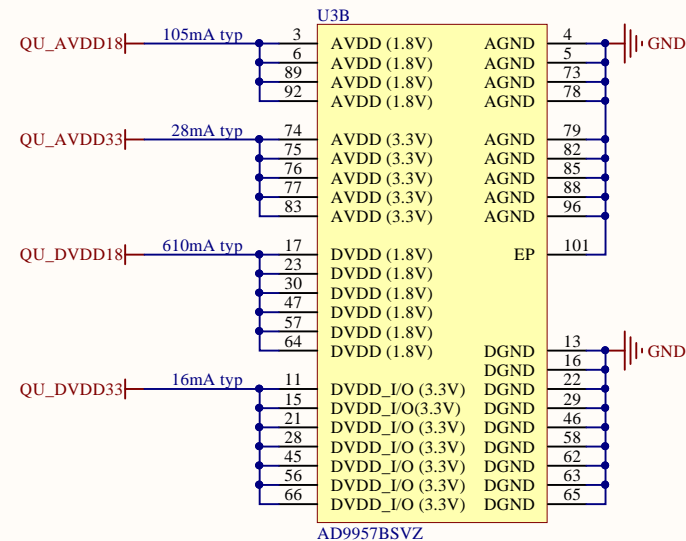 U3B
QU_AVDD18 105mA typ 3 AVDD (1.8V) AGND 4 GND
6 AVDD (1.8V) AGND 5
89 AVDD (1.8V) AGND 73
92 AVDD (1.8V) AGND 78
QU_AVDD33 28mA typ 74 AVDD (3.3V) AGND 79
75 AVDD (3.3V) AGND 82
76 AVDD (3.3V) AGND 85
77 AVDD (3.3V) AGND 88
83 AVDD (3.3V) AGND 96
QU_DVDD18 610mA typ 17 DVDD (1.8V) EP 101
23 DVDD (1.8V)
30 DVDD (1.8V)
47 DVDD (1.8V)
57 DVDD (1.8V)
64 DVDD (1.8V) DGND 13 GND
DGND 16
QU_DVDD33 16mA typ 11 DVDD_I/O (3.3V) DGND 22
15 DVDD_I/O(3.3V) DGND 29
21 DVDD_I/O (3.3V) DGND 46
28 DVDD_I/O (3.3V) DGND 58
45 DVDD_I/O (3.3V) DGND 62
56 DVDD_I/O (3.3V) DGND 63
66 DVDD_I/O (3.3V) DGND 65
AD9957BSVZ